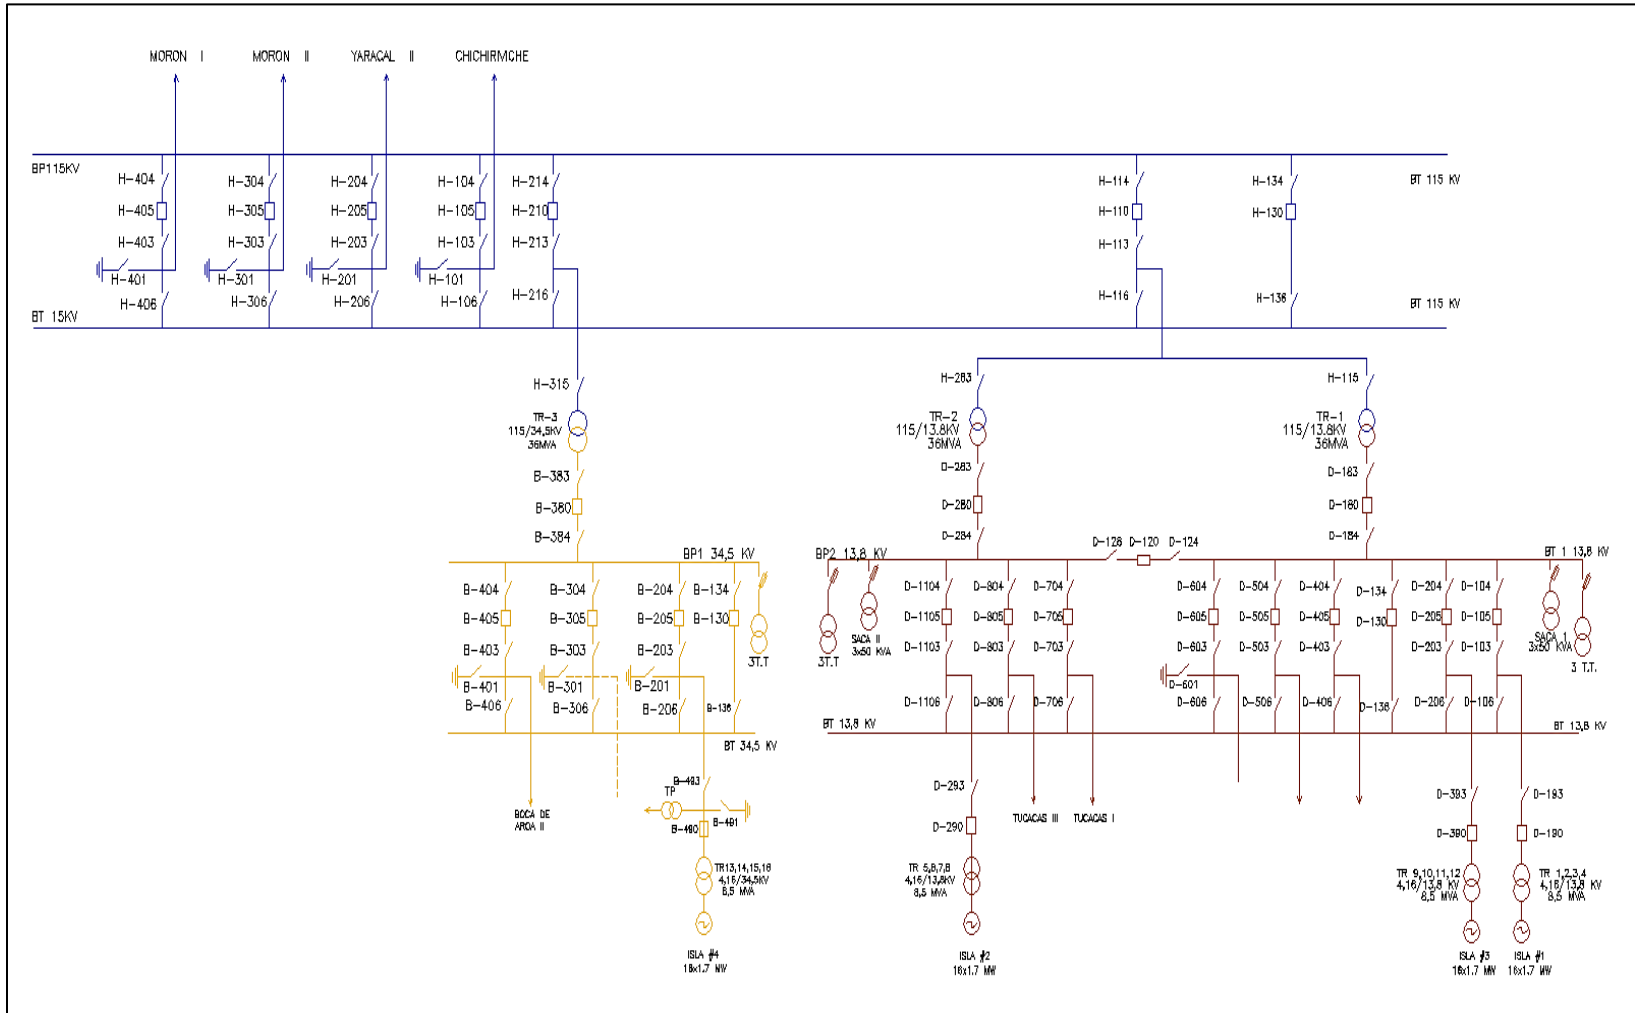 MORON I MORON II YARACAL II CHICHIRIVICHE
BP115KV
H-404 H-304 H-204 H-104 H-214 H-114 H-134 BT 115 KV
H-405 H-305 H-205 H-105 H-210 H-110 H-130
H-403 H-303 H-203 H-103 H-213 H-113
H-401 H-301 H-201 H-101
H-406 H-306 H-206 H-106 H-216 H-116 H-136 BT 115 KV
BT 15KV
H-315 H-283 H-115
TR-3
115/34,5KV
36MVA
TR-2
115/13.8KV
36MVA
TR-1
115/13.8KV
36MVA
B-383 D-283 D-183
B-380 D-280 D-180
B-384 D-284 D-184
D-126 D-120 D-124
BP1 34,5 KV BP2 13,8 KV BT 1 13,8 KV
B-404 B-304 B-204 B-134 D-1104 D-804 D-704 D-604 D-504 D-404 D-134 D-204 D-104
B-405 B-305 B-205 B-130 D-1105 D-805 D-705 D-605 D-505 D-405 D-130 D-205 D-105
B-403 B-303 B-203 D-1103 D-803 D-703 D-603 D-503 D-403 D-203 D-103
3T.T
3T.T
SACA II
3x50 KVA
SACA 1
3x50 KVA
3 T.T.
B-401 B-301 B-201 D-601
B-406 B-306 B-206 B-136 D-1106 D-806 D-706 D-606 D-506 D-406 D-136 D-206 D-106
BT 34,5 KV BT 13,8 KV BT 13,8 KV
B-493 D-293 D-393 D-193
TP
B-491
B-490 D-290 D-390 D-190
BOCA DE
AROA II
TUCACAS III TUCACAS I
TR13,14,15,16
4,16/34,5KV
8,5 MVA
TR 5,6,7,8
4,16/13,8KV
8,5 MVA
TR 9,10,11,12
4,16/13,8 KV
8,5 MVA
TR 1,2,3,4
4,16/13,8 KV
8,5 MVA
ISLA #4
16x1.7 MW
ISLA #2
16x1.7 MW
ISLA #3
16x1.7 MW
ISLA #1
16x1.7 MW